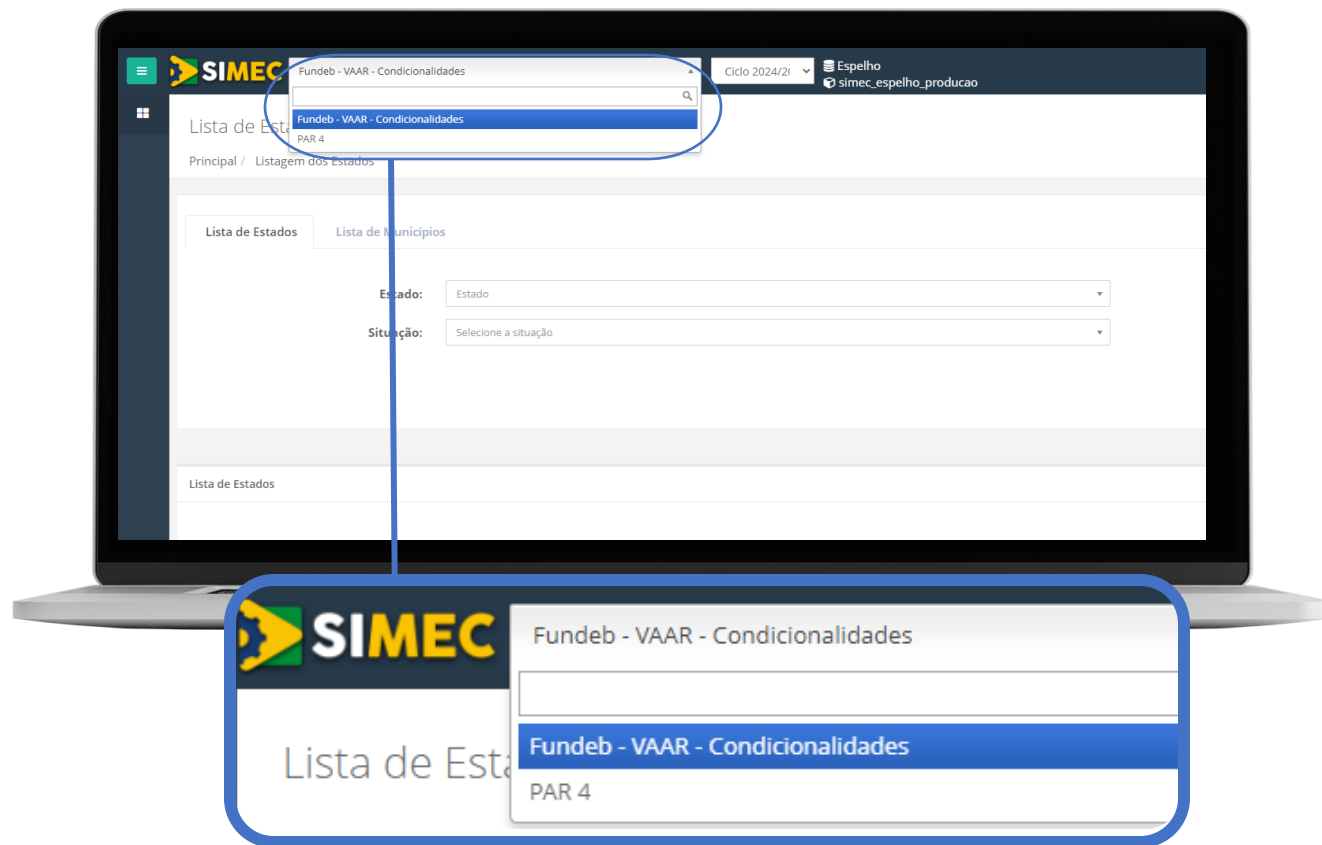 SIMEC
Fundeb - VAAR - Condicionalidades
Ciclo 2024/2(
Espelho
simec_espelho_producao
Fundeb - VAAR - Condicionalidades
PAR 4
Lista de Esta
Principal / Listagem dos Estados
Lista de Estados
Lista de Municípios
Estado:
Estado
Situação:
Selecione a situação
Lista de Estados
SIMEC
Fundeb - VAAR - Condicionalidades
Fundeb - VAAR - Condicionalidades
Lista de Esta
PAR 4